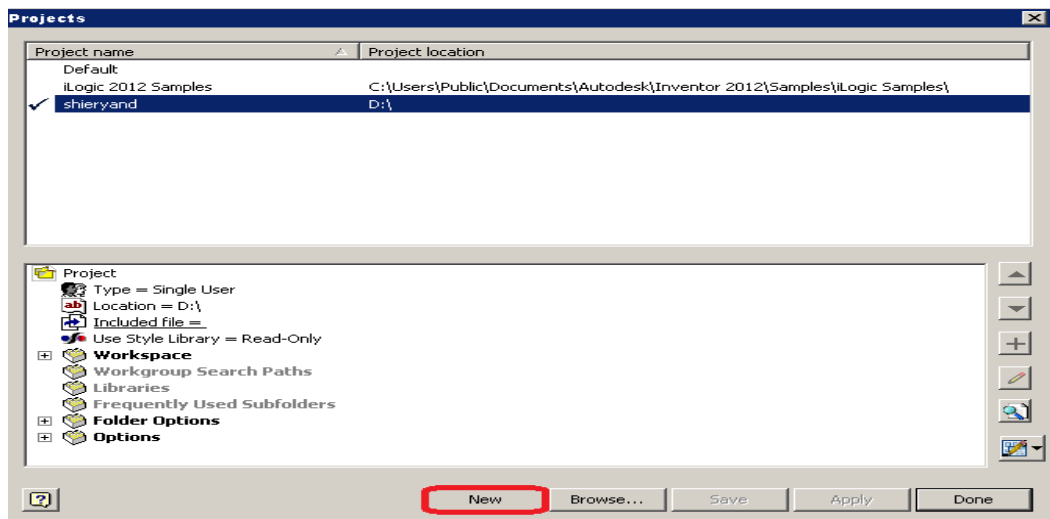 Projects
Project name Project location
Default
iLogic 2012 Samples C:\Users\Public\Documents\Autodesk\Inventor 2012\Samples\iLogic Samples\
shieryand D:\
Project
Type = Single User
ab Location = D:\
Included file =
Use Style Library = Read-Only
Workspace
Workgroup Search Paths
Libraries
Frequently Used Subfolders
Folder Options
Options
New Browse... Save Apply Done